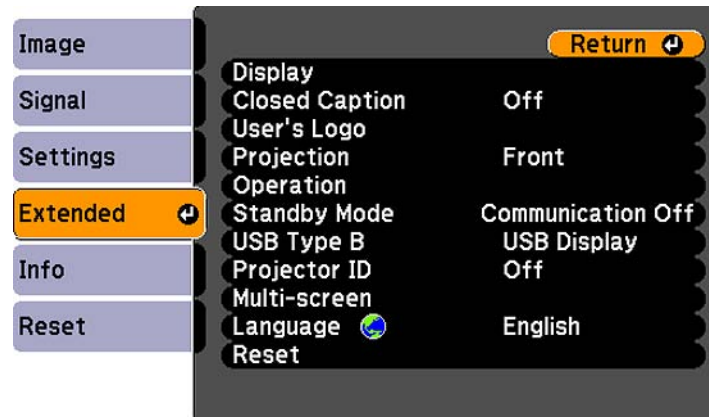 Image
Signal
Settings
Extended
Info
Reset
Return
Display
Closed Caption Off
User's Logo
Projection Front
Operation
Standby Mode Communication Off
USB Type B USB Display
Projector ID Off
Multi-screen
Language English
Reset